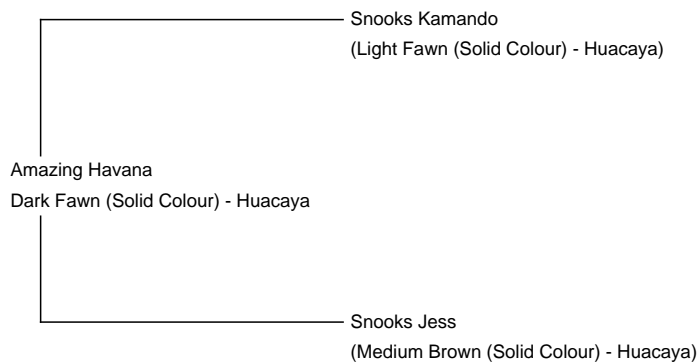 Snooks Kamando
(Light Fawn (Solid Colour) - Huacaya)
Amazing Havana
Dark Fawn (Solid Colour) - Huacaya
Snooks Jess
(Medium Brown (Solid Colour) - Huacaya)